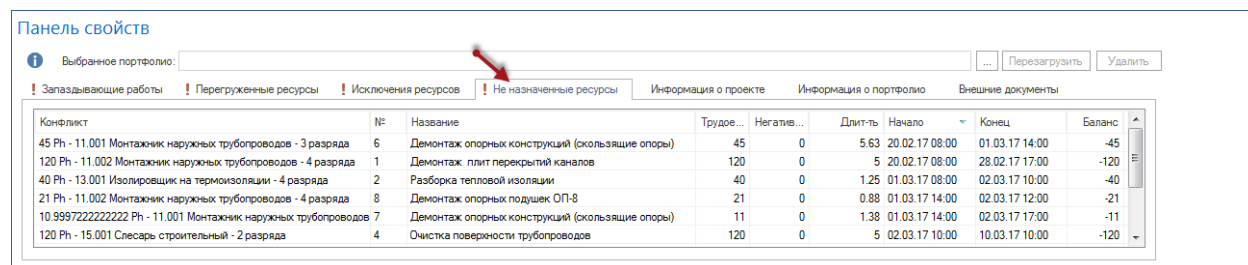 Панель свойств
Выбранное портфолио: ... Перезагрузить Удалить
! Запаздывающие работы ! Перегруженные ресурсы ! Исключения ресурсов ! Не назначенные ресурсы Информация о проекте Информация о портфолио Внешние документы
Конфликт № Название Трудое... Негатив... Длит-ть Начало Конец Баланс
45 Ph - 11.001 Монтажник наружных трубопроводов - 3 разряда 6 Демонтаж опорных конструкций (скользящие опоры) 45 0 5.63 20.02.17 08:00 01.03.17 14:00 -45
120 Ph - 11.002 Монтажник наружных трубопроводов - 4 разряда 1 Демонтаж плит перекрытий каналов 120 0 5 20.02.17 08:00 28.02.17 17:00 -120
40 Ph - 13.001 Изолировщик на термоизоляции - 4 разряда 2 Разборка тепловой изоляции 40 0 1.25 01.03.17 08:00 02.03.17 10:00 -40
21 Ph - 11.002 Монтажник наружных трубопроводов - 4 разряда 8 Демонтаж опорных подушек ОП-8 21 0 0.88 01.03.17 14:00 02.03.17 12:00 -21
10.9997222222222 Ph - 11.001 Монтажник наружных трубопроводов 7 Демонтаж опорных конструкций (скользящие опоры) 11 0 1.38 01.03.17 14:00 02.03.17 17:00 -11
120 Ph - 15.001 Слесарь строительный - 2 разряда 4 Очистка поверхности трубопроводов 120 0 5 02.03.17 10:00 10.03.17 10:00 -120